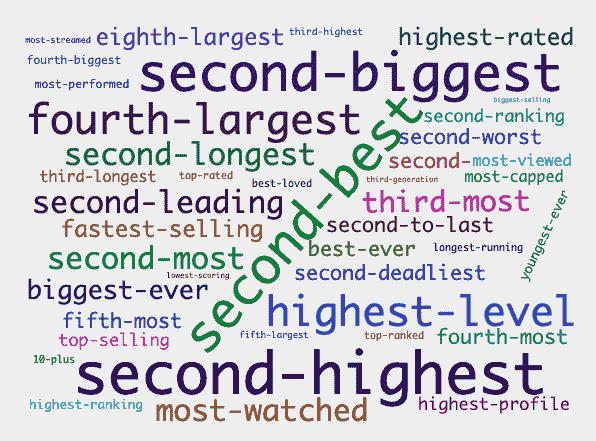 most-streamed
eighth-largest
third-highest
highest-rated
fourth-biggest
second-biggest
most-performed
biggest-selling
fourth-largest
second-ranking
second-worst
second-longest
second-
most-viewed
third-longest
top-rated
best-loved
third-generation
most-capped
second-leading
third-most
second-best
youngest-ever
fastest-selling
second-to-last
second-most
best-ever
longest-running
lowest-scoring
second-deadliest
biggest-ever
highest-level
fifth-most
top-selling
fifth-largest
top-ranked
fourth-most
10-plus
second-highest
highest-ranking
most-watched
highest-profile